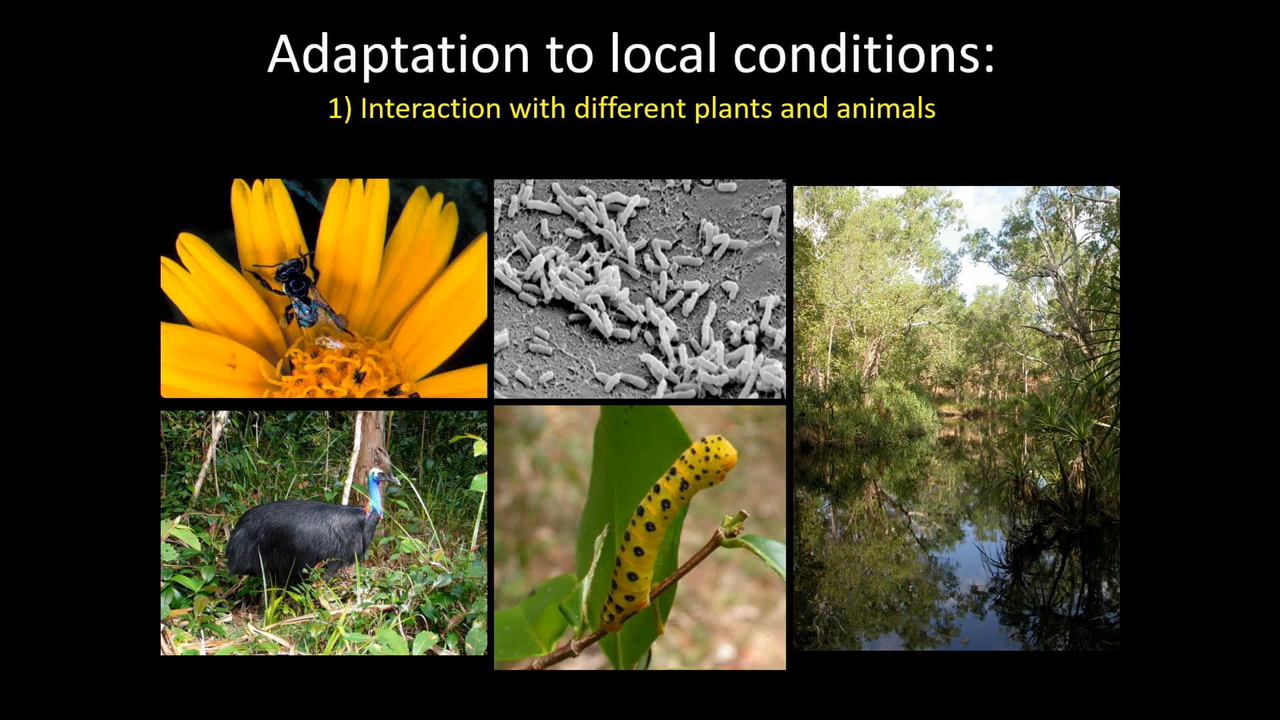 Adaptation to local conditions:
1) Interaction with different plants and animals